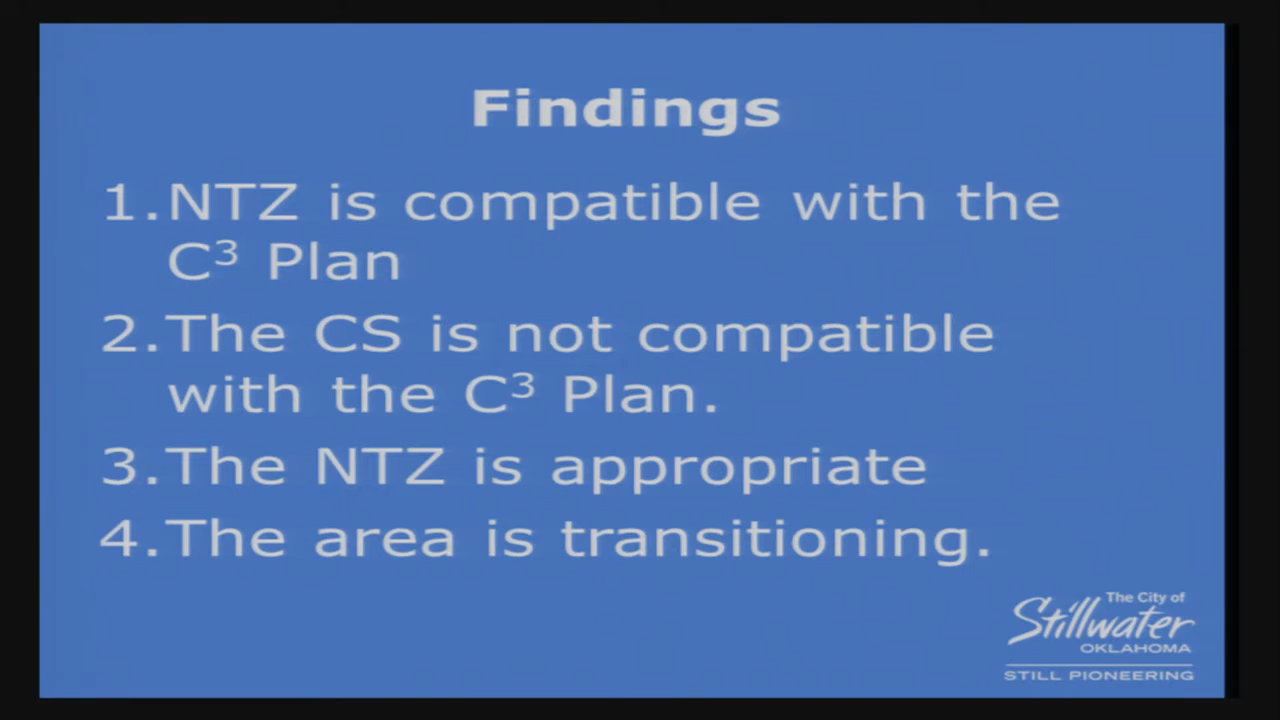 Findings
1.NTZ is compatible with the
C³ Plan
2.The CS is not compatible
with the C³ Plan.
3.The NTZ is appropriate
4.The area is transitioning.
The City of
Stillwater
OKLAHOMA
STILL PIONEERING